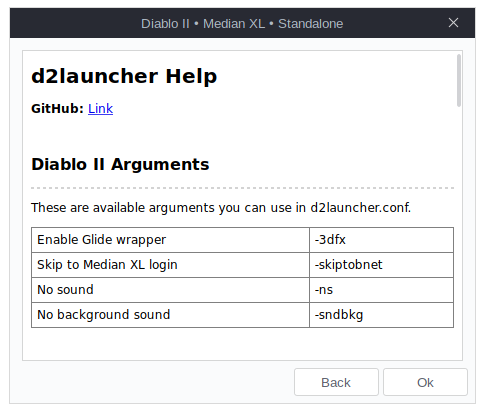 Diablo II • Median XL • Standalone
d2launcher Help
GitHub: Link
Diablo II Arguments
These are available arguments you can use in d2launcher.conf.
Enable Glide wrapper -3dfx
Skip to Median XL login -skiptobnet
No sound -ns
No background sound -sndbkg
Back Ok